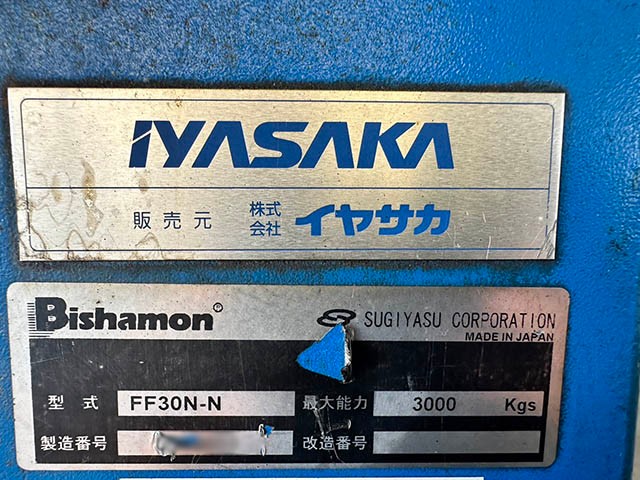 IYASAKA
販売元 株式会社 イヤサカ
Bishamon® SUGIYASU CORPORATION
MADE IN JAPAN
型式 FF30N-N 最大能力 3000 Kgs
製造番号 改造番号